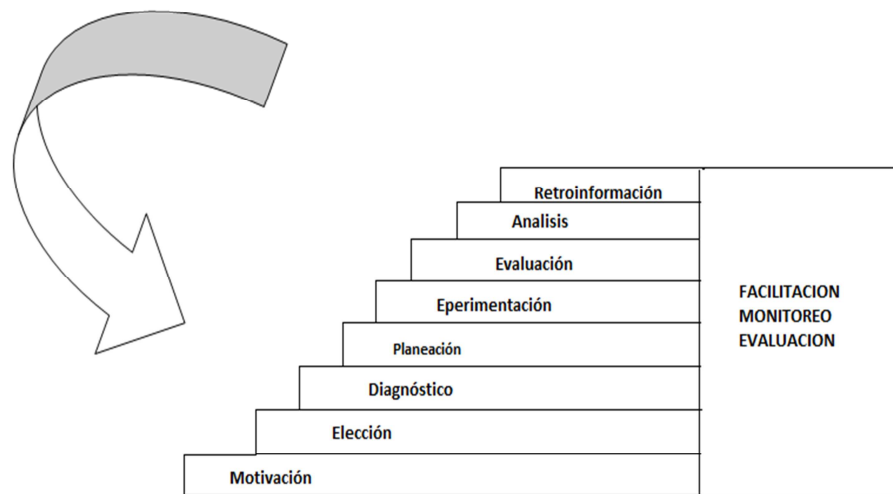 Retroinformación
Analisis
Evaluación
Eperimentación
Planeación
Diagnóstico
Elección
Motivación
FACILITACION
MONITOREO
EVALUACION